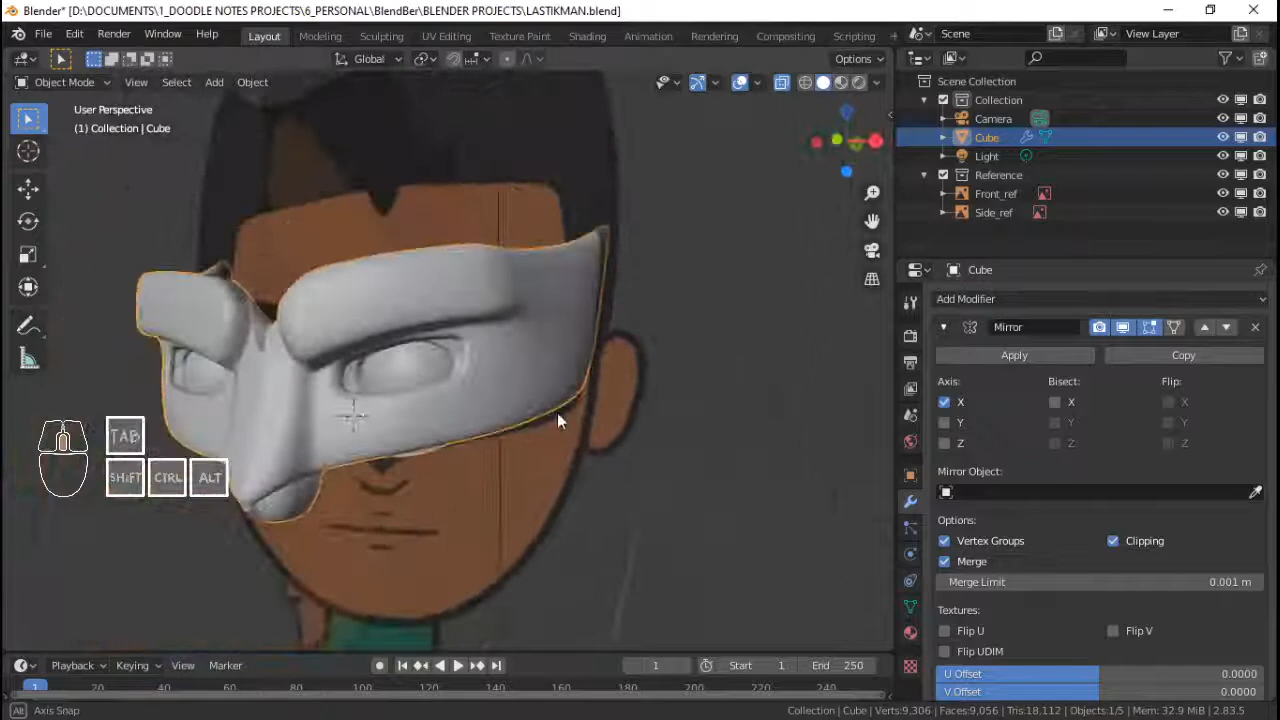 Blender* [D:\DOCUMENTS\1_DOODLE NOTES PROJECTS\6_PERSONAL\BlendBer\BLENDER PROJECTS\LASTIKMAN.blend]
File Edit Render Window Help Layout Modeling Sculpting UV Editing Texture Paint Shading Animation Rendering Compositing Scripting Scene View Layer
Global Options
Object Mode View Select Add Object
User Perspective
(1) Collection | Cube
Scene Collection
Collection
Camera
Cube
Light
Reference
Front_ref
Side_ref
Cube
Add Modifier
Mirror
Apply Copy
Axis: Bisect: Flip:
X X X
Y Y Y
Z Z Z
Mirror Object:
Options:
Vertex Groups Clipping
Merge
Merge Limit 0.001 m
Textures:
Flip U Flip V
Flip UDIM
U Offset 0.0000
V Offset 0.0000
TAB
SHIFT CTRL ALT
Playback Keying View Marker 1 Start 1 End 250
1 20 40 60 80 100 120 140 160 180 200 220 240
Alt Axis Snap Collection | Cube | Verts:9,306 | Faces:9,056 | Tris:18,112 | Objects:1/5 | Mem: 32.9 MiB | 2.83.5